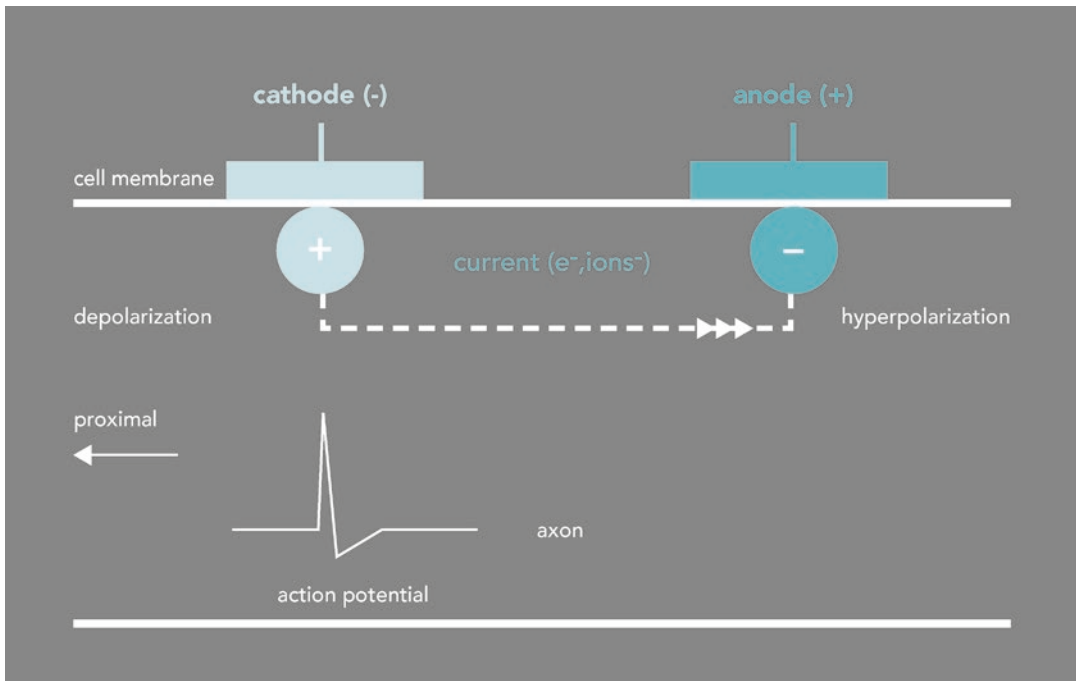 cathode (-)
anode (+)
cell membrane
+
–
current (e⁻,ions⁻)
depolarization
hyperpolarization
proximal
axon
action potential